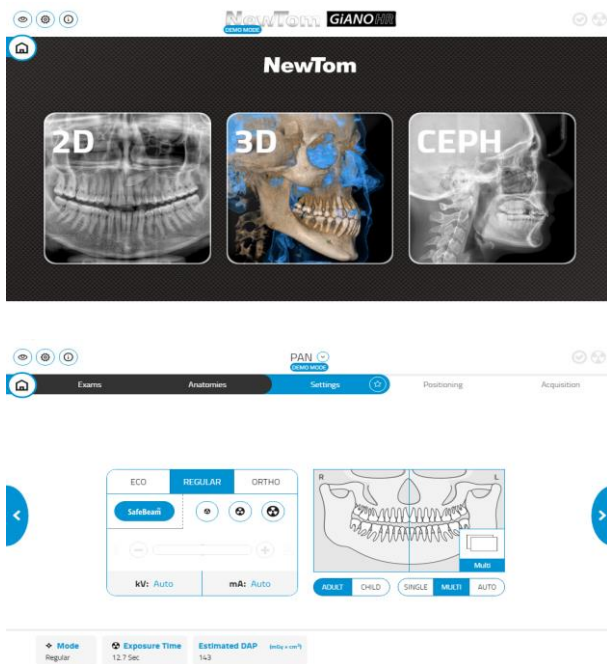 NewTom GiANO HR
DEMO MODE
NewTom
2D 3D CEPH
PAN
DEMO MODE
Exams Anatomies Settings Positioning Acquisition
ECO REGULAR ORTHO
SafeBeam
kV: Auto mA: Auto
R L
Multi
ADULT CHILD SINGLE MULTI AUTO
Mode Exposure Time Estimated DAP (mGy × cm²)
Regular 12.7 Sec 143